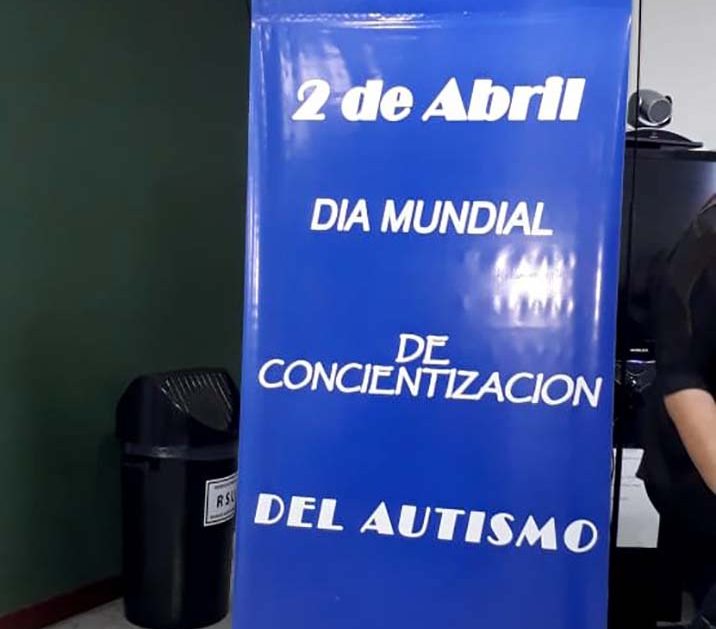 2 de Abril
DIA MUNDIAL
DE
CONCIENTIZACION
DEL AUTISMO